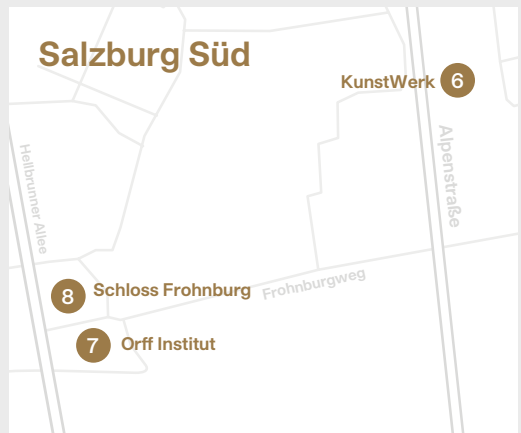 Salzburg Süd
KunstWerk 6
Alpenstraße
Hellbrunner Allee
8 Schloss Frohnburg
Frohnburgweg
7 Orff Institut